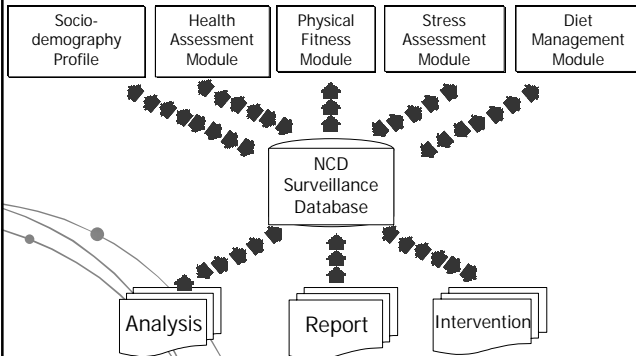 Socio-
demography
Profile
Health
Assessment
Module
Physical
Fitness
Module
Stress
Assessment
Module
Diet
Management
Module
NCD
Surveillance
Database
Analysis
Report
Intervention